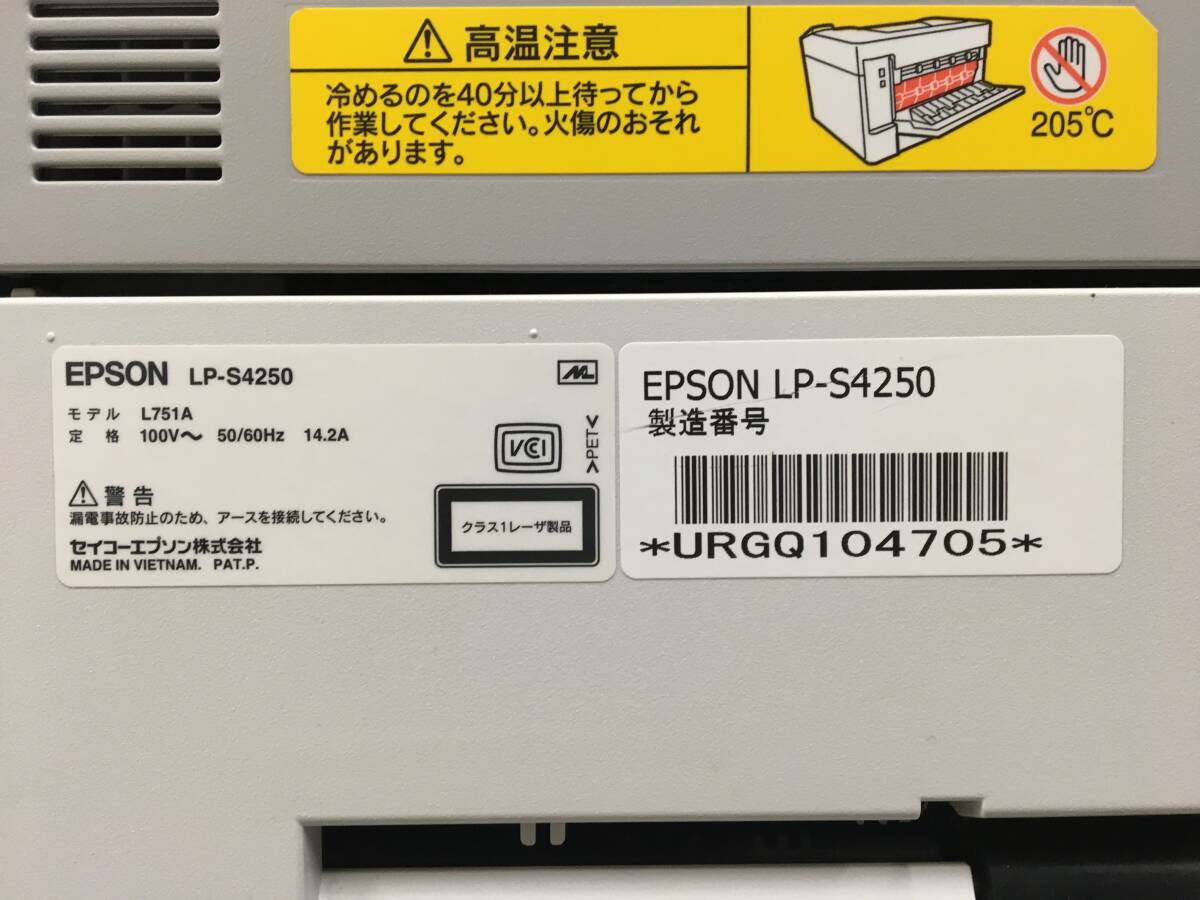 高温注意
冷めるのを40分以上待ってから
作業してください。火傷のおそれ
があります。
205℃
EPSON LP-S4250
モデル L751A
定格 100V〜 50/60Hz 14.2A
VCCI
>PET<
警告
漏電事故防止のため、アースを接続してください。
クラス1レーザ製品
セイコーエプソン株式会社
MADE IN VIETNAM. PAT.P.
EPSON LP-S4250
製造番号
*URGQ104705*